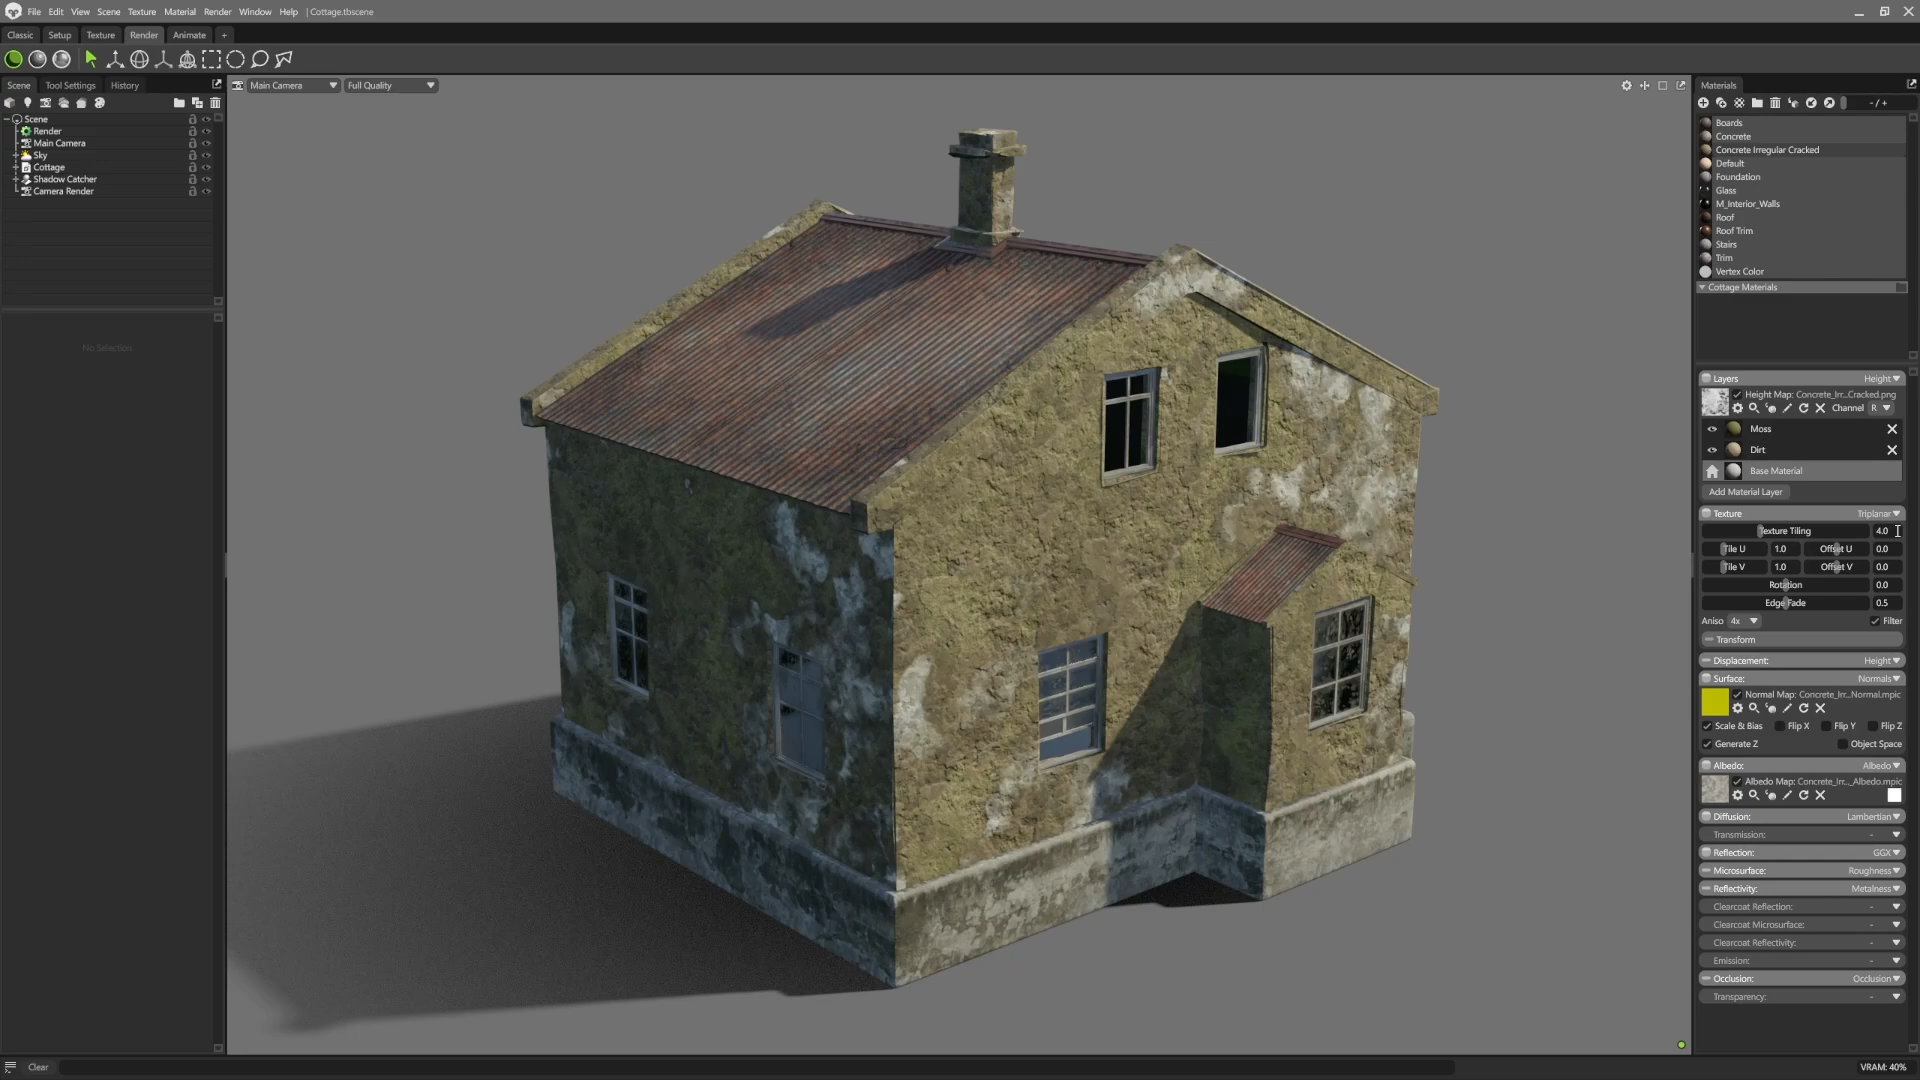 File Edit View Scene Texture Material Render Window Help | Cottage.tbscene
Classic Setup Texture Render Animate +
Scene Tool Settings History
Main Camera Full Quality
Scene
Render
Main Camera
Sky
Cottage
Shadow Catcher
Camera Render
No Selection
Materials
- / +
Boards
Concrete
Concrete Irregular Cracked
Default
Foundation
Glass
M_Interior_Walls
Roof
Roof Trim
Stairs
Trim
Vertex Color
Cottage Materials
Layers Height
Height Map: Concrete_Irr...Cracked.png
Channel R
Moss
Dirt
Base Material
Add Material Layer
Texture Triplanar
Texture Tiling 4.0
Tile U 1.0 Offset U 0.0
Tile V 1.0 Offset V 0.0
Rotation 0.0
Edge Fade 0.5
Aniso 4x Filter
Transform
Displacement: Height
Surface: Normals
Normal Map: Concrete_Irr...Normal.mpic
Scale & Bias Flip X Flip Y Flip Z
Generate Z Object Space
Albedo: Albedo
Albedo Map: Concrete_Irr..._Albedo.mpic
Diffusion: Lambertian
Transmission: -
Reflection: GGX
Microsurface: Roughness
Reflectivity: Metalness
Clearcoat Reflection: -
Clearcoat Microsurface: -
Clearcoat Reflectivity: -
Emission: -
Occlusion: Occlusion
Transparency: -
Clear
VRAM: 40%